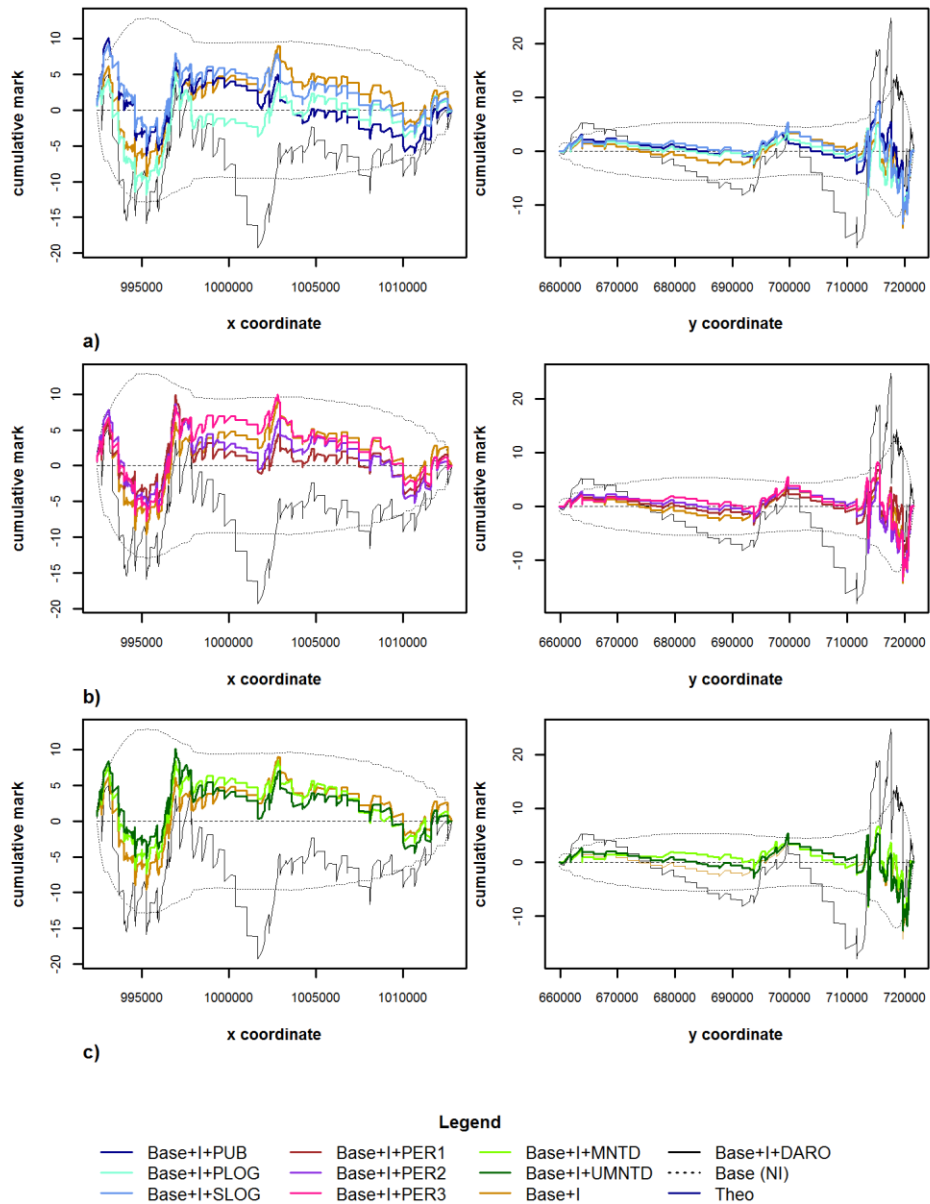 10
5
0
-5
-10
-15
-20
cumulative mark
995000 1000000 1005000 1010000
x coordinate
20
10
0
-10
cumulative mark
660000 670000 680000 690000 700000 710000 720000
y coordinate
a)
10
5
0
-5
-10
-15
-20
cumulative mark
995000 1000000 1005000 1010000
x coordinate
20
10
0
-10
cumulative mark
660000 670000 680000 690000 700000 710000 720000
y coordinate
b)
10
5
0
-5
-10
-15
-20
cumulative mark
995000 1000000 1005000 1010000
x coordinate
20
10
0
-10
cumulative mark
660000 670000 680000 690000 700000 710000 720000
y coordinate
c)
Legend
Base+I+PUB Base+I+PER1 Base+I+MNTD Base+I+DARO
Base+I+PLOG Base+I+PER2 Base+I+UMNTD Base (NI)
Base+I+SLOG Base+I+PER3 Base+I Theo